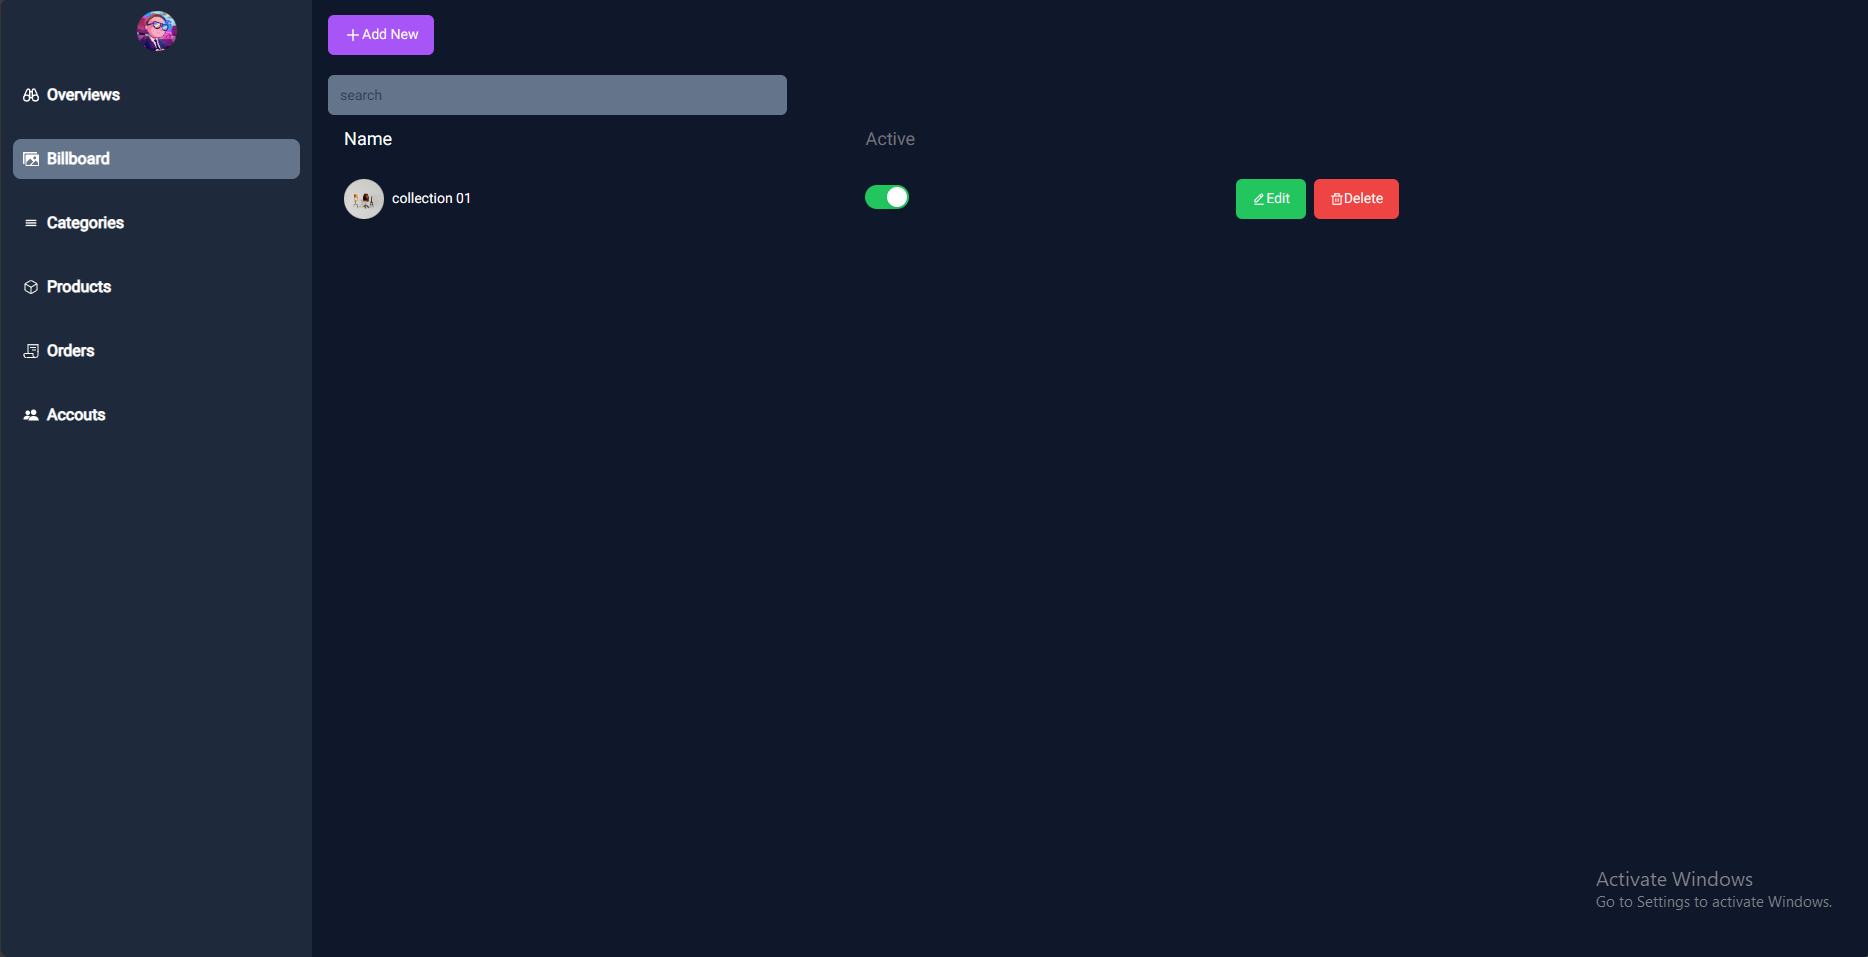 Overviews
Billboard
Categories
Products
Orders
Accouts
Add New
search
Name Active
collection 01 Edit Delete
Activate Windows
Go to Settings to activate Windows.